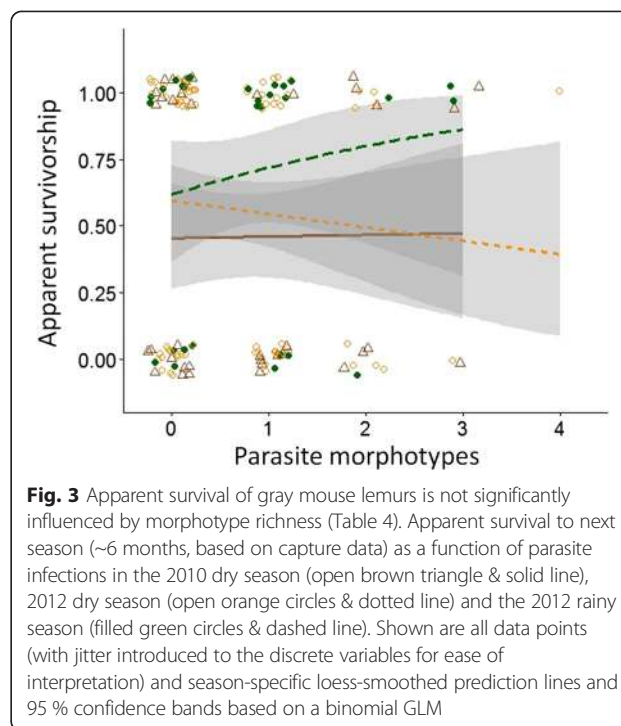 Apparent survivorship
1.00
0.75
0.50
0.25
0.00
0 1 2 3 4
Parasite morphotypes
Fig. 3 Apparent survival of gray mouse lemurs is not significantly
influenced by morphotype richness (Table 4). Apparent survival to next
season (~6 months, based on capture data) as a function of parasite
infections in the 2010 dry season (open brown triangle & solid line),
2012 dry season (open orange circles & dotted line) and the 2012 rainy
season (filled green circles & dashed line). Shown are all data points
(with jitter introduced to the discrete variables for ease of
interpretation) and season-specific loess-smoothed prediction lines and
95 % confidence bands based on a binomial GLM